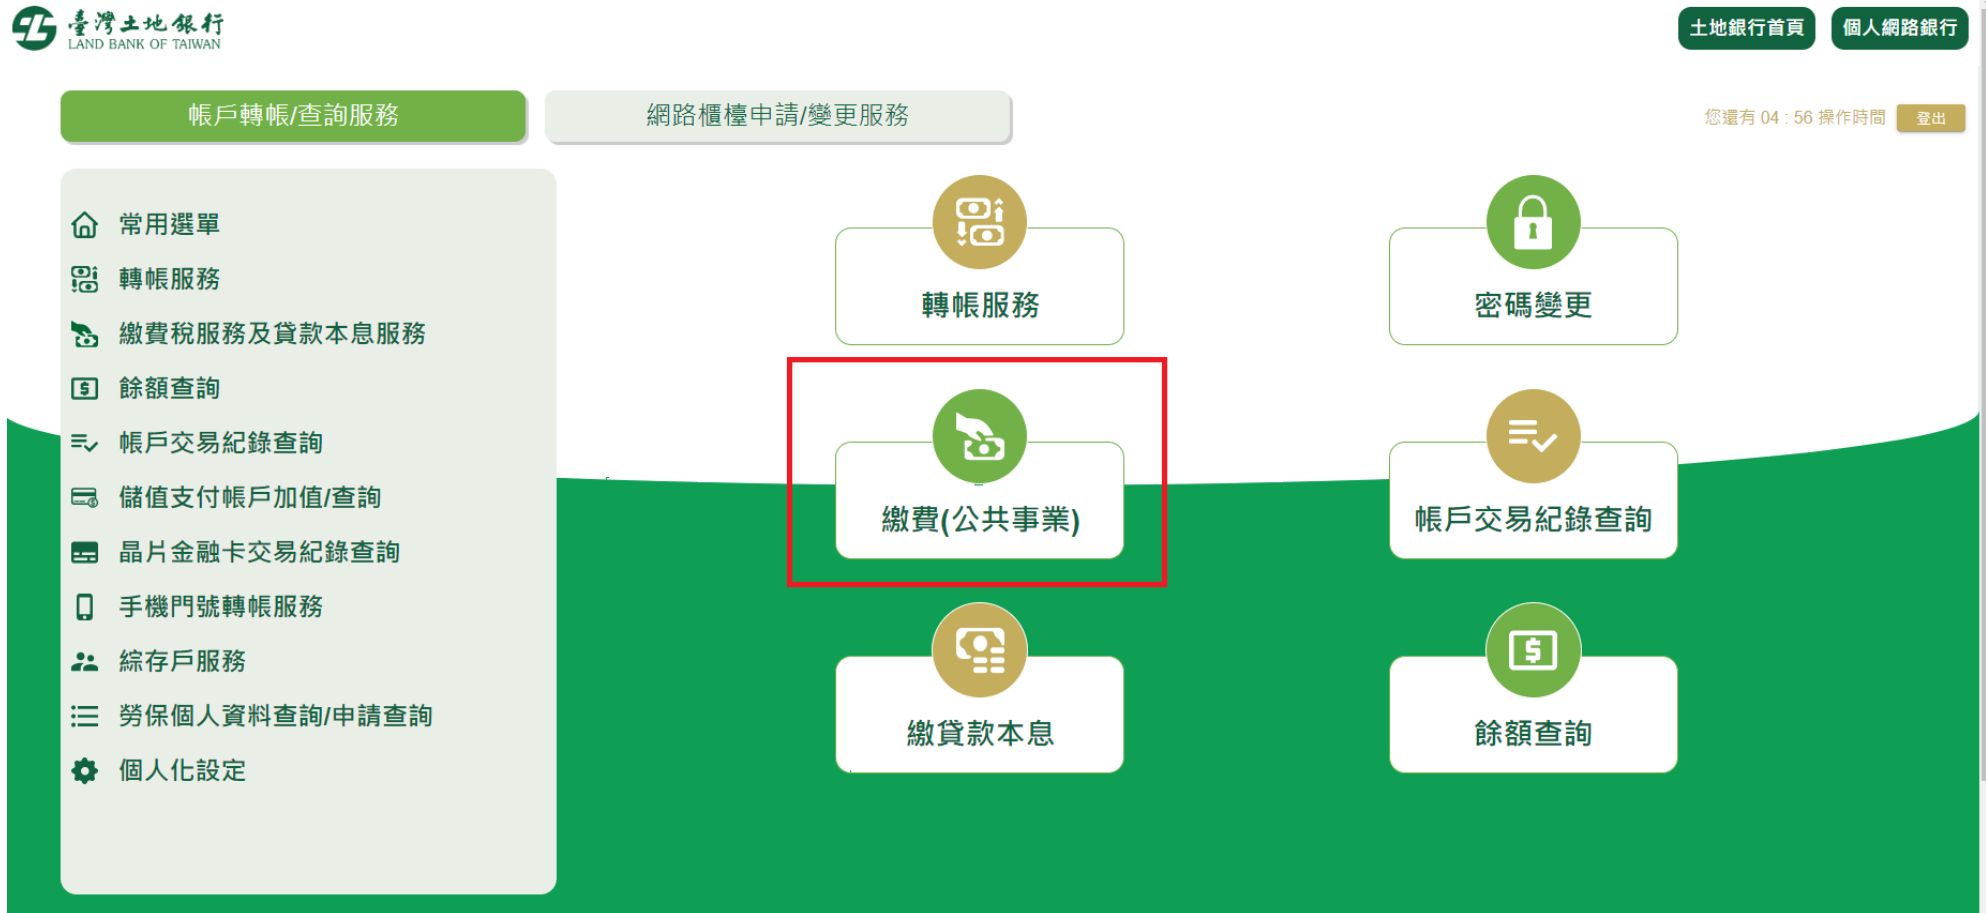 臺灣土地銀行
LAND BANK OF TAIWAN
土地銀行首頁
個人網路銀行
帳戶轉帳/查詢服務
網路櫃檯申請/變更服務
您還有 04 : 56 操作時間
登出
常用選單
轉帳服務
繳費稅服務及貸款本息服務
餘額查詢
帳戶交易紀錄查詢
儲值支付帳戶加值/查詢
晶片金融卡交易紀錄查詢
手機門號轉帳服務
綜存戶服務
勞保個人資料查詢/申請查詢
個人化設定
轉帳服務
密碼變更
繳費(公共事業)
帳戶交易紀錄查詢
繳貸款本息
餘額查詢